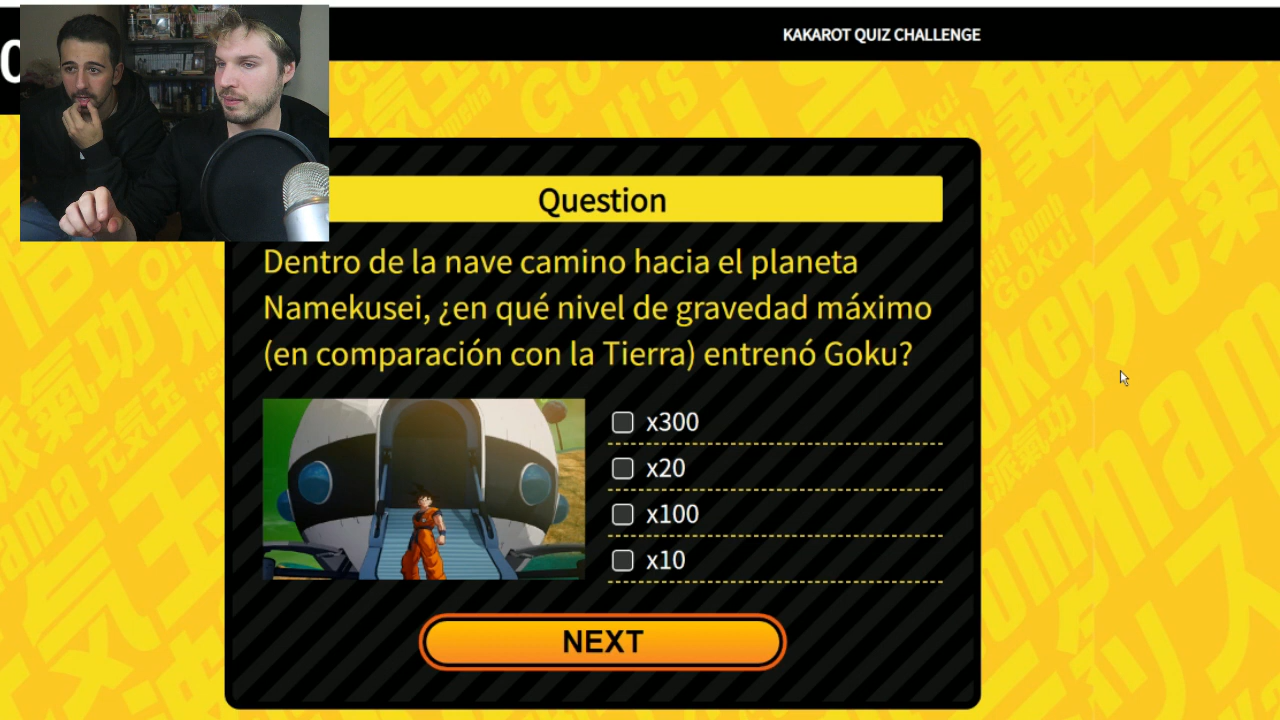 KAKAROT QUIZ CHALLENGE
Question
Dentro de la nave camino hacia el planeta
Namekusei, ¿en qué nivel de gravedad máximo
(en comparación con la Tierra) entrenó Goku?
x300
x20
x100
x10
NEXT